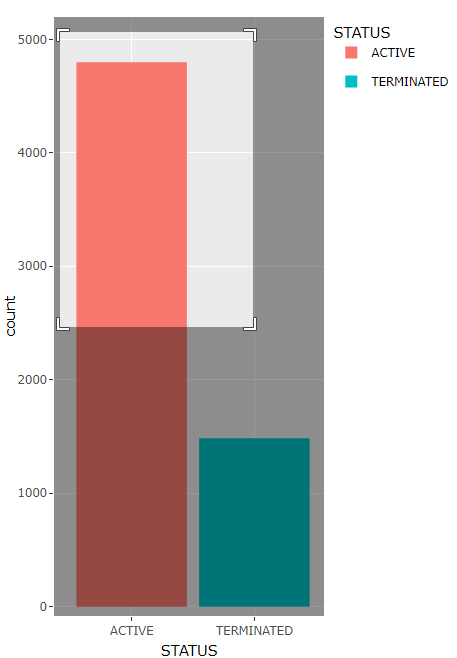 STATUS
ACTIVE
TERMINATED
5000
4000
3000
2000
1000
0
count
ACTIVE
TERMINATED
STATUS